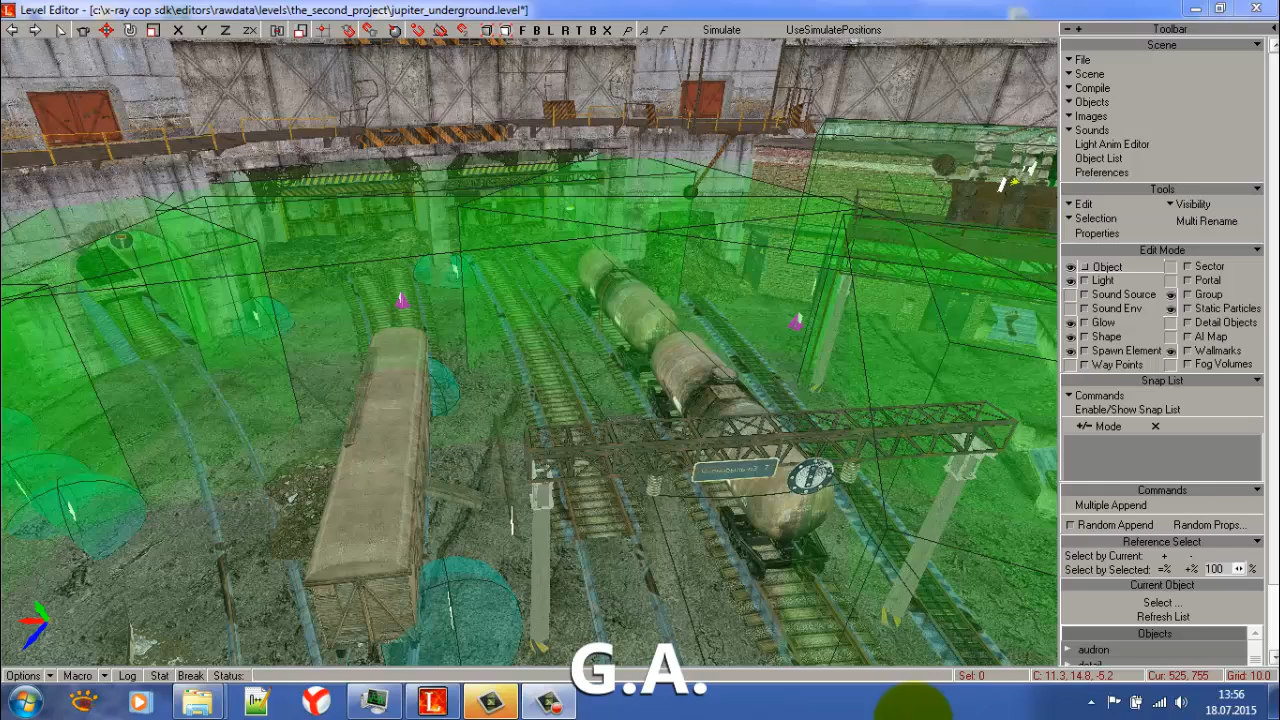 Level Editor - [c:\x-ray cop sdk\editors\rawdata\levels\the_second_project\jupiter_underground.level*]
X Y Z ZX F B L R T B X P A F Simulate UseSimulatePositions
Toolbar
Scene
File
Scene
Compile
Objects
Images
Sounds
Light Anim Editor
Object List
Preferences
Tools
Edit Visibility
Selection Multi Rename
Properties
Edit Mode
Object Sector
Light Portal
Sound Source Group
Sound Env Static Particles
Glow Detail Objects
Shape AI Map
Spawn Element Wallmarks
Way Points Fog Volumes
Snap List
Commands
Enable/Show Snap List
+/- Mode X
Commands
Multiple Append
Random Append Random Props...
Reference Select
Select by Current: + -
Select by Selected: =% +% 100 %
Current Object
Select ...
Refresh List
Objects
audron
G.A.
Options Macro Log Stat Break Status: Sel: 0 C: 11.3, 14.8, -5.2 Cur: 525, 755 Grid: 10.0
13:56
18.07.2015